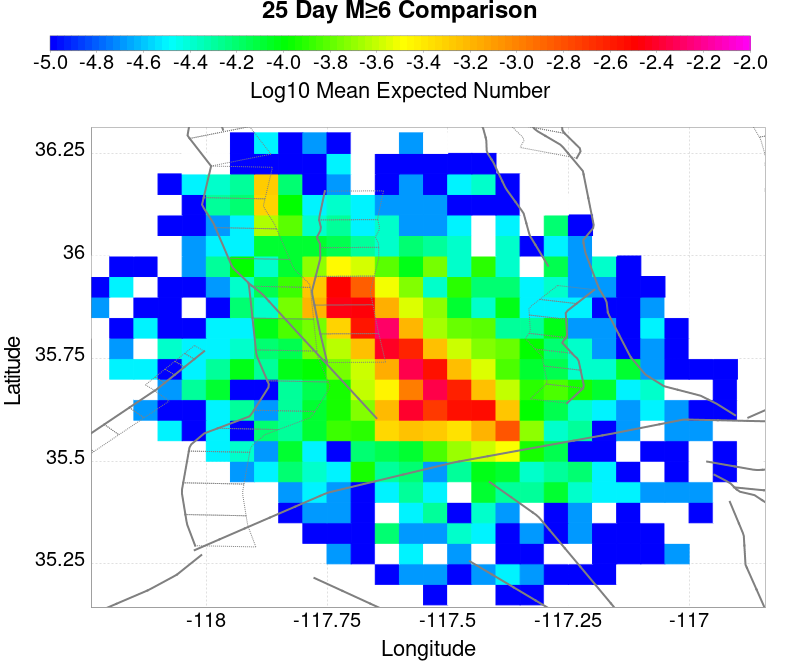 25 Day M≥6 Comparison
-5.0 -4.8 -4.6 -4.4 -4.2 -4.0 -3.8 -3.6 -3.4 -3.2 -3.0 -2.8 -2.6 -2.4 -2.2 -2.0
Log10 Mean Expected Number
36.25
36
35.75
35.5
35.25
Latitude
-118 -117.75 -117.5 -117.25 -117
Longitude